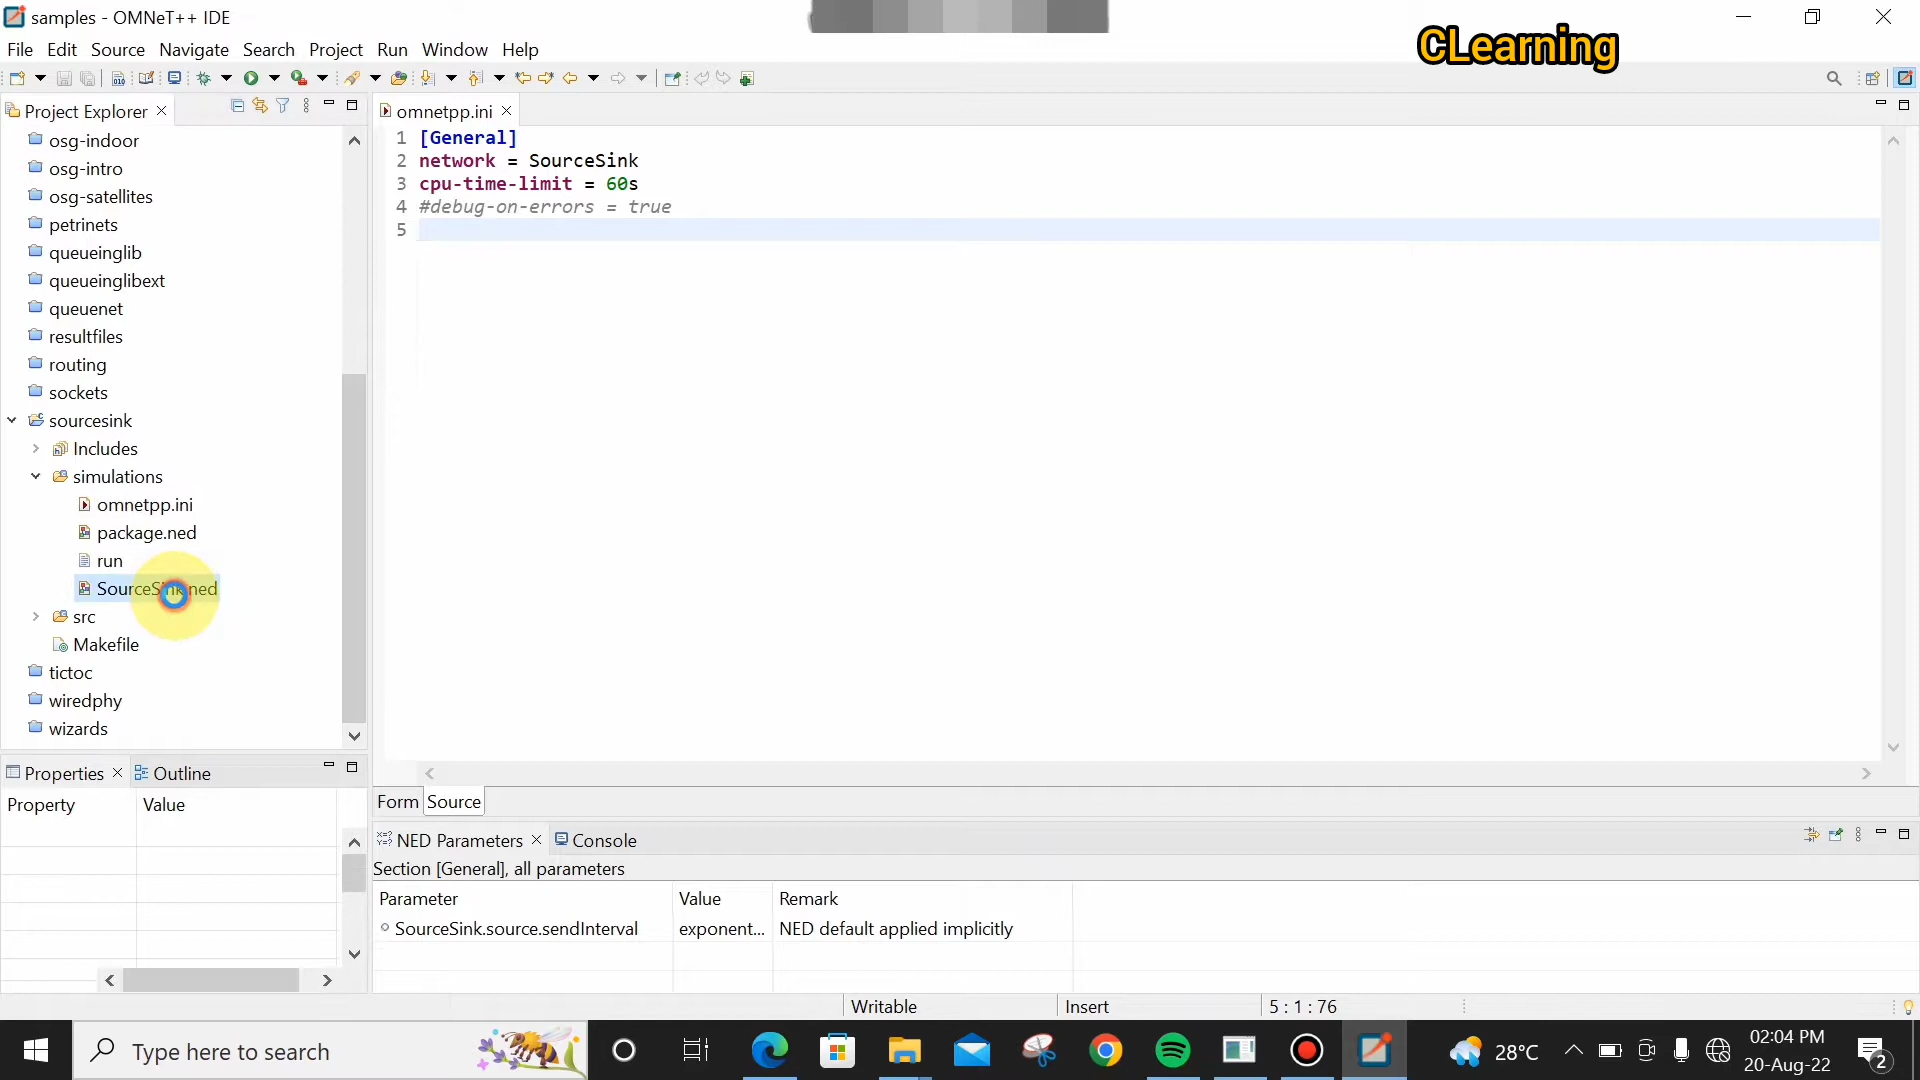 samples - OMNeT++ IDE
CLearning
File Edit Source Navigate Search Project Run Window Help
Project Explorer
omnetpp.ini
osg-indoor
osg-intro
osg-satellites
petrinets
queueinglib
queueinglibext
queuenet
resultfiles
routing
sockets
sourcesink
Includes
simulations
omnetpp.ini
package.ned
run
SourceSink.ned
src
Makefile
tictoc
wiredphy
wizards
1 [General]
2 network = SourceSink
3 cpu-time-limit = 60s
4 #debug-on-errors = true
5
Form Source
Properties Outline
Property Value
NED Parameters Console
Section [General], all parameters
Parameter Value Remark
SourceSink.source.sendInterval exponent... NED default applied implicitly
Writable Insert 5 : 1 : 76
Type here to search
28°C
02:04 PM
20-Aug-22
2